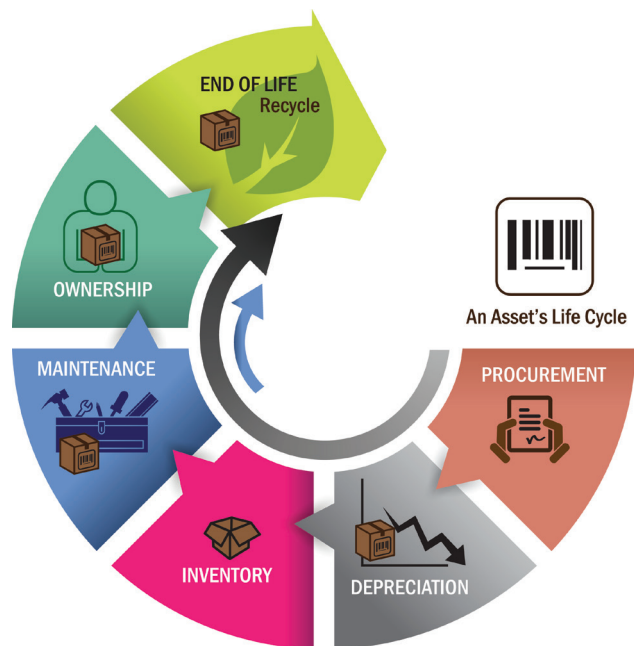 END OF LIFE
Recycle
OWNERSHIP
An Asset's Life Cycle
MAINTENANCE
PROCUREMENT
INVENTORY
DEPRECIATION